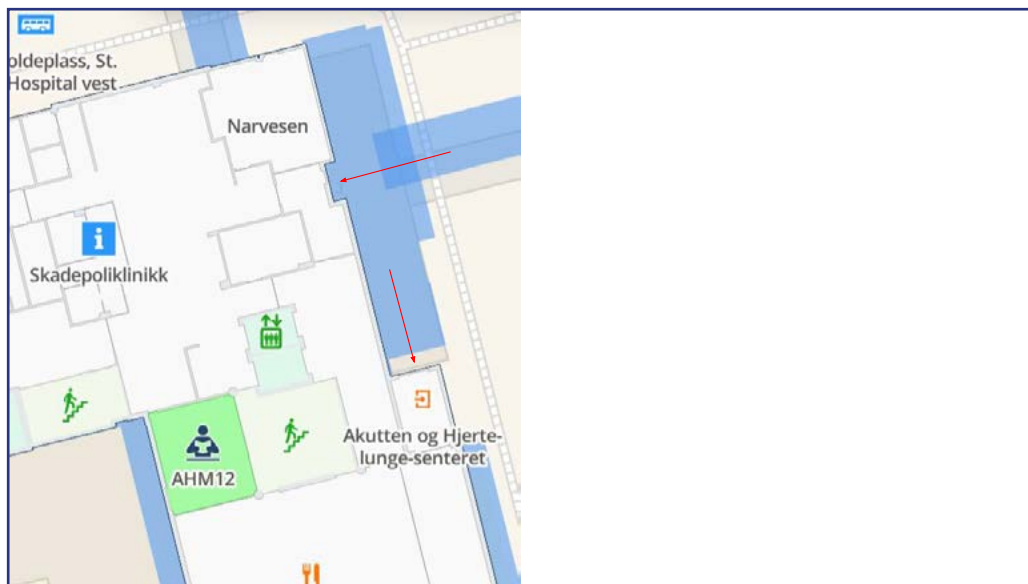 oldeplass, St.
Hospital vest
Narvesen
i
Skadepoliklinikk
Akutten og Hjerte-
lunge-senteret
AHM12